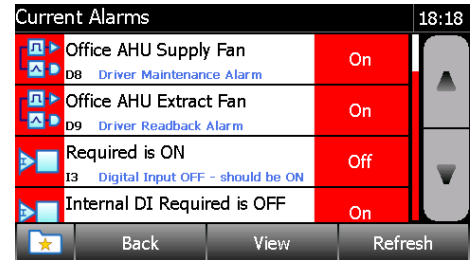 Current Alarms 18:18
Office AHU Supply Fan On
D8 Driver Maintenance Alarm
Office AHU Extract Fan On
D9 Driver Readback Alarm
Required is ON Off
I3 Digital Input OFF - should be ON
Internal DI Required is OFF On
Back View Refresh